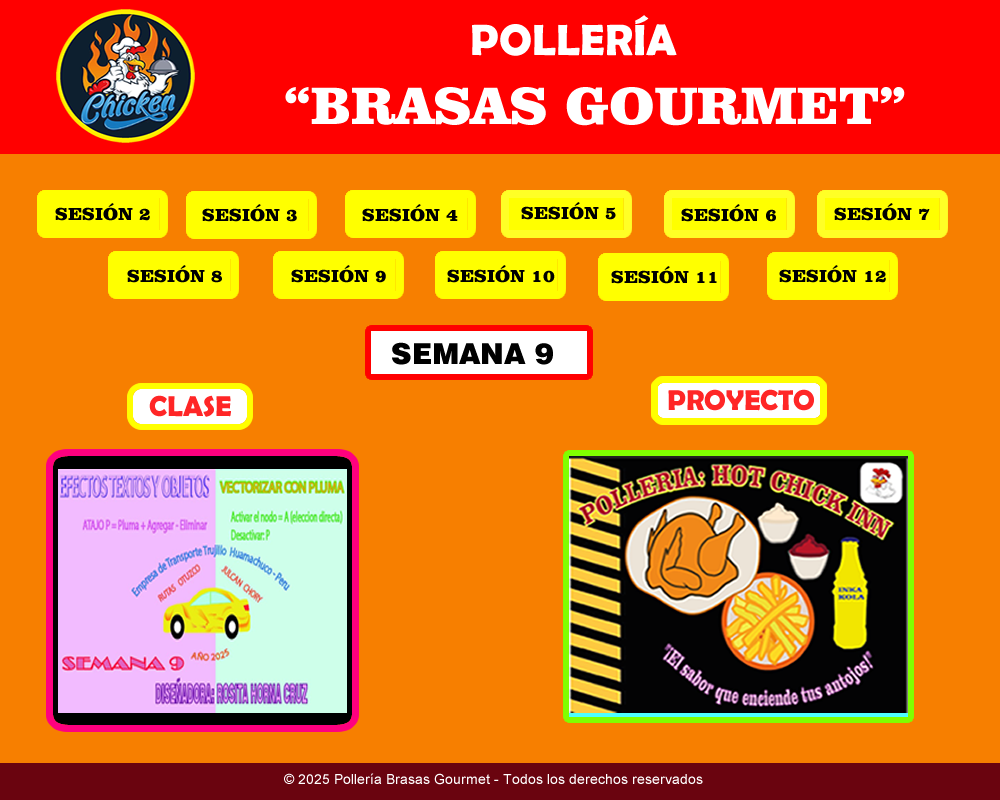 Chicken
POLLERÍA
“BRASAS GOURMET”
SESIÓN 2
SESIÓN 3
SESIÓN 4
SESIÓN 5
SESIÓN 6
SESIÓN 7
SESIÓN 8
SESIÓN 9
SESIÓN 10
SESIÓN 11
SESIÓN 12
SEMANA 9
CLASE
PROYECTO
EFECTOS TEXTOS Y OBJETOS
VECTORIZAR CON PLUMA
ATAJO P = Pluma + Agregar - Eliminar
Activar el nodo = A (eleccion directa)
Desactivar: P
Empresa de Transporte Trujillo Huamachuco - Peru
RUTAS OTUZCO JULCAN CHORY
AÑO 2025
SEMANA 9
DISEÑADORA: ROSITA HORNA CRUZ
POLLERIA: HOT CHICK INN
INKA
KOLA
"¡El sabor que enciende tus antojos!"
© 2025 Pollería Brasas Gourmet - Todos los derechos reservados